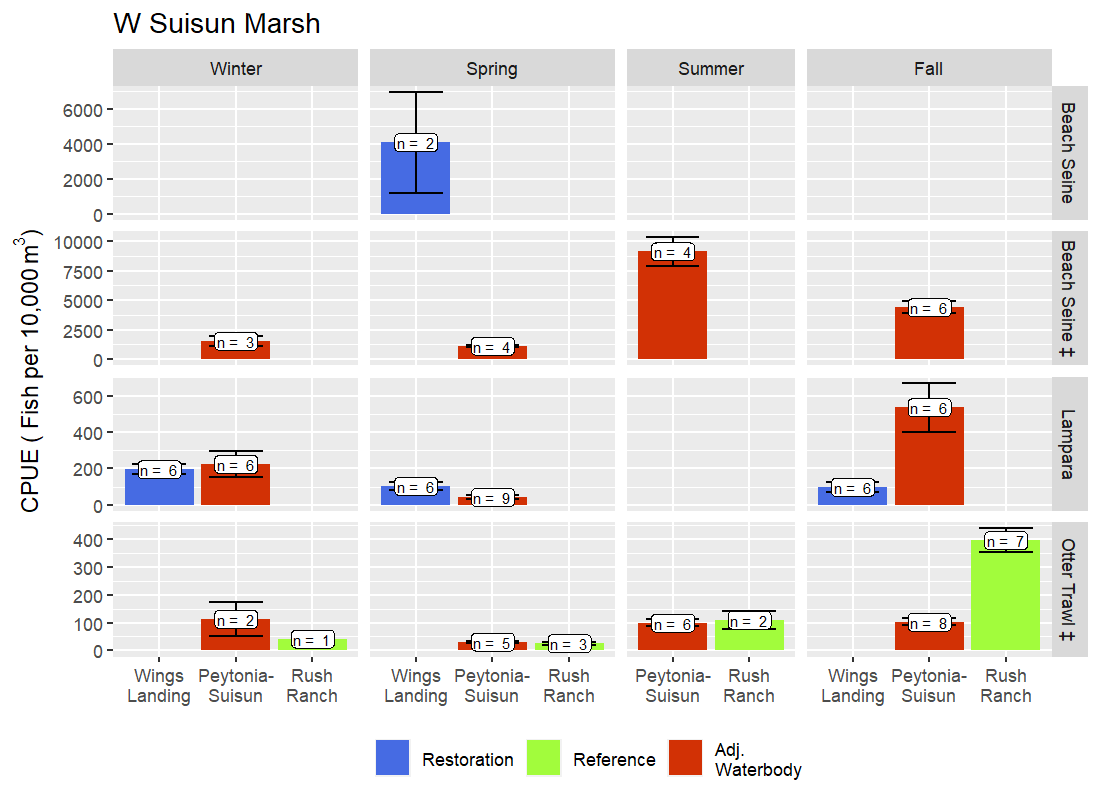 W Suisun Marsh
Winter
Spring
Summer
Fall
CPUE ( Fish per 10,000 m³)
6000
4000
2000
0
n = 2
Beach Seine
10000
7500
5000
2500
0
n = 3
n = 4
n = 4
n = 6
Beach Seine ‡
600
400
200
0
n = 6
n = 6
n = 6
n = 9
n = 6
n = 6
Lampara
400
300
200
100
0
n = 2
n = 1
n = 5
n = 3
n = 6
n = 2
n = 8
n = 7
Otter Trawl ‡
Wings
Landing
Peytonia-
Suisun
Rush
Ranch
Wings
Landing
Peytonia-
Suisun
Rush
Ranch
Peytonia-
Suisun
Rush
Ranch
Wings
Landing
Peytonia-
Suisun
Rush
Ranch
Restoration
Reference
Adj.
Waterbody